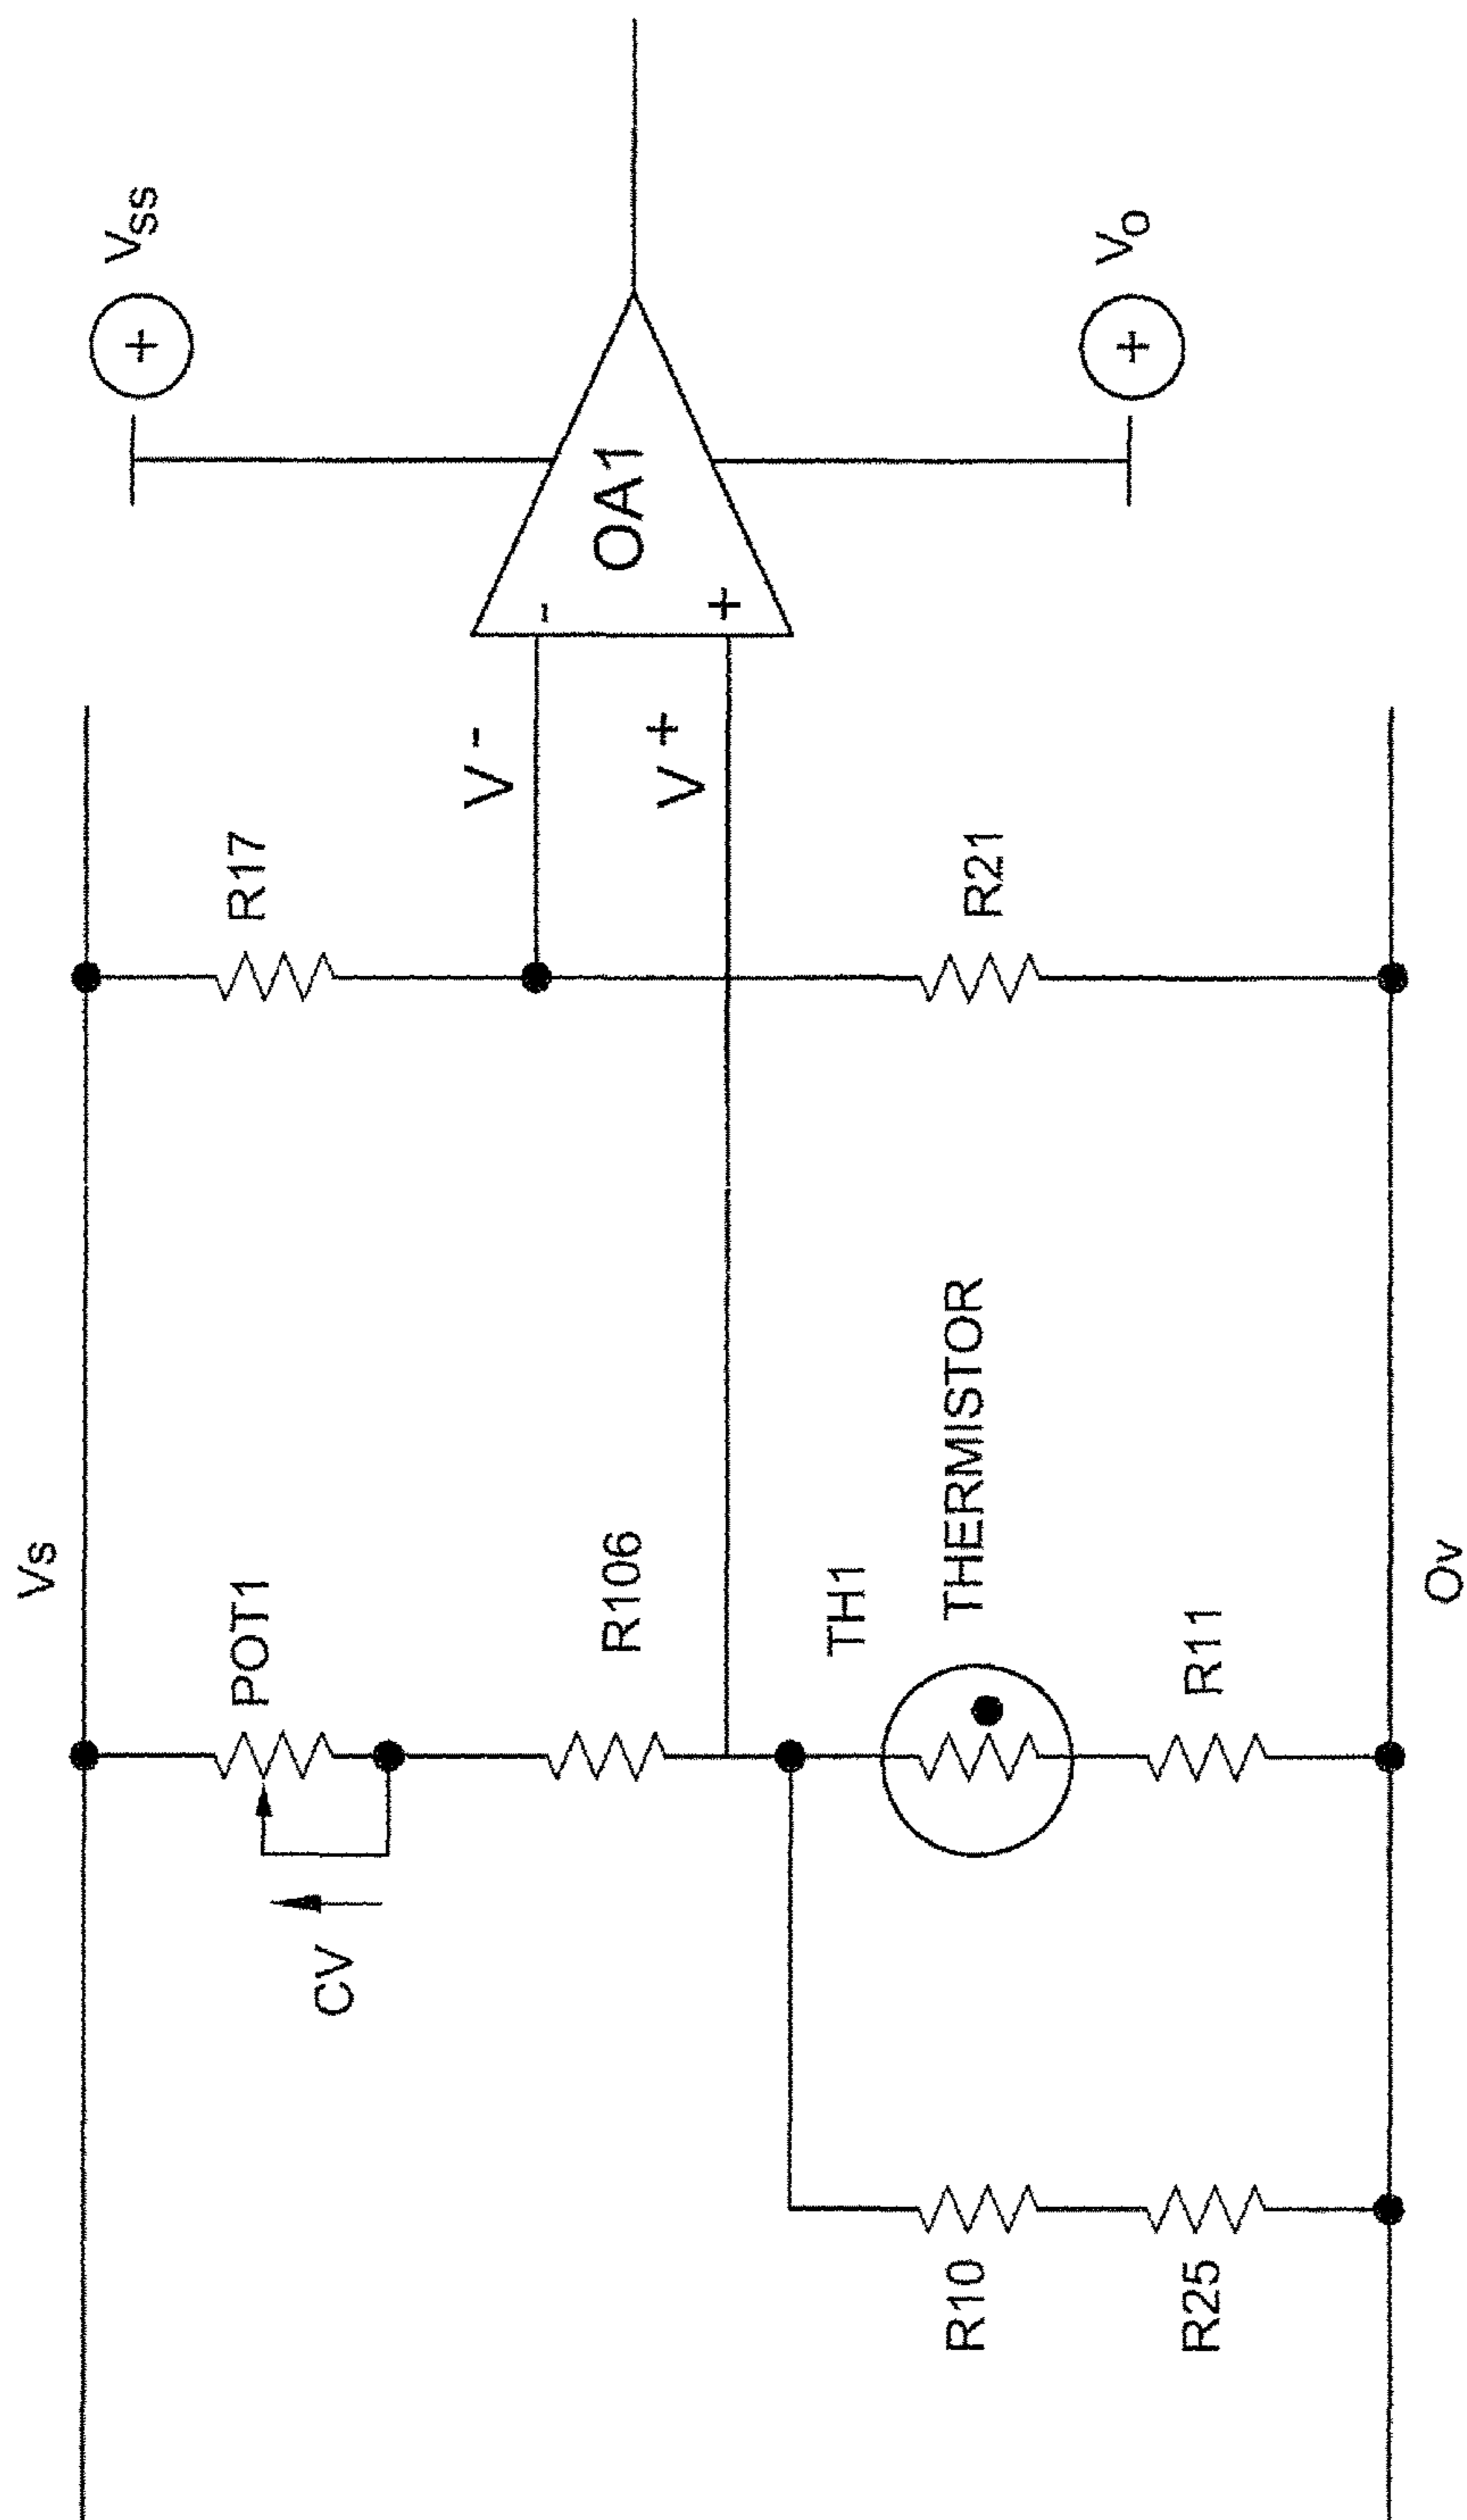 Vs
POT1
CV
R106
TH1
THERMISTOR
R10
R11
R25
R17
R21
V -
V +
-
+
OA1
+
Vss
+
Vo
Ov